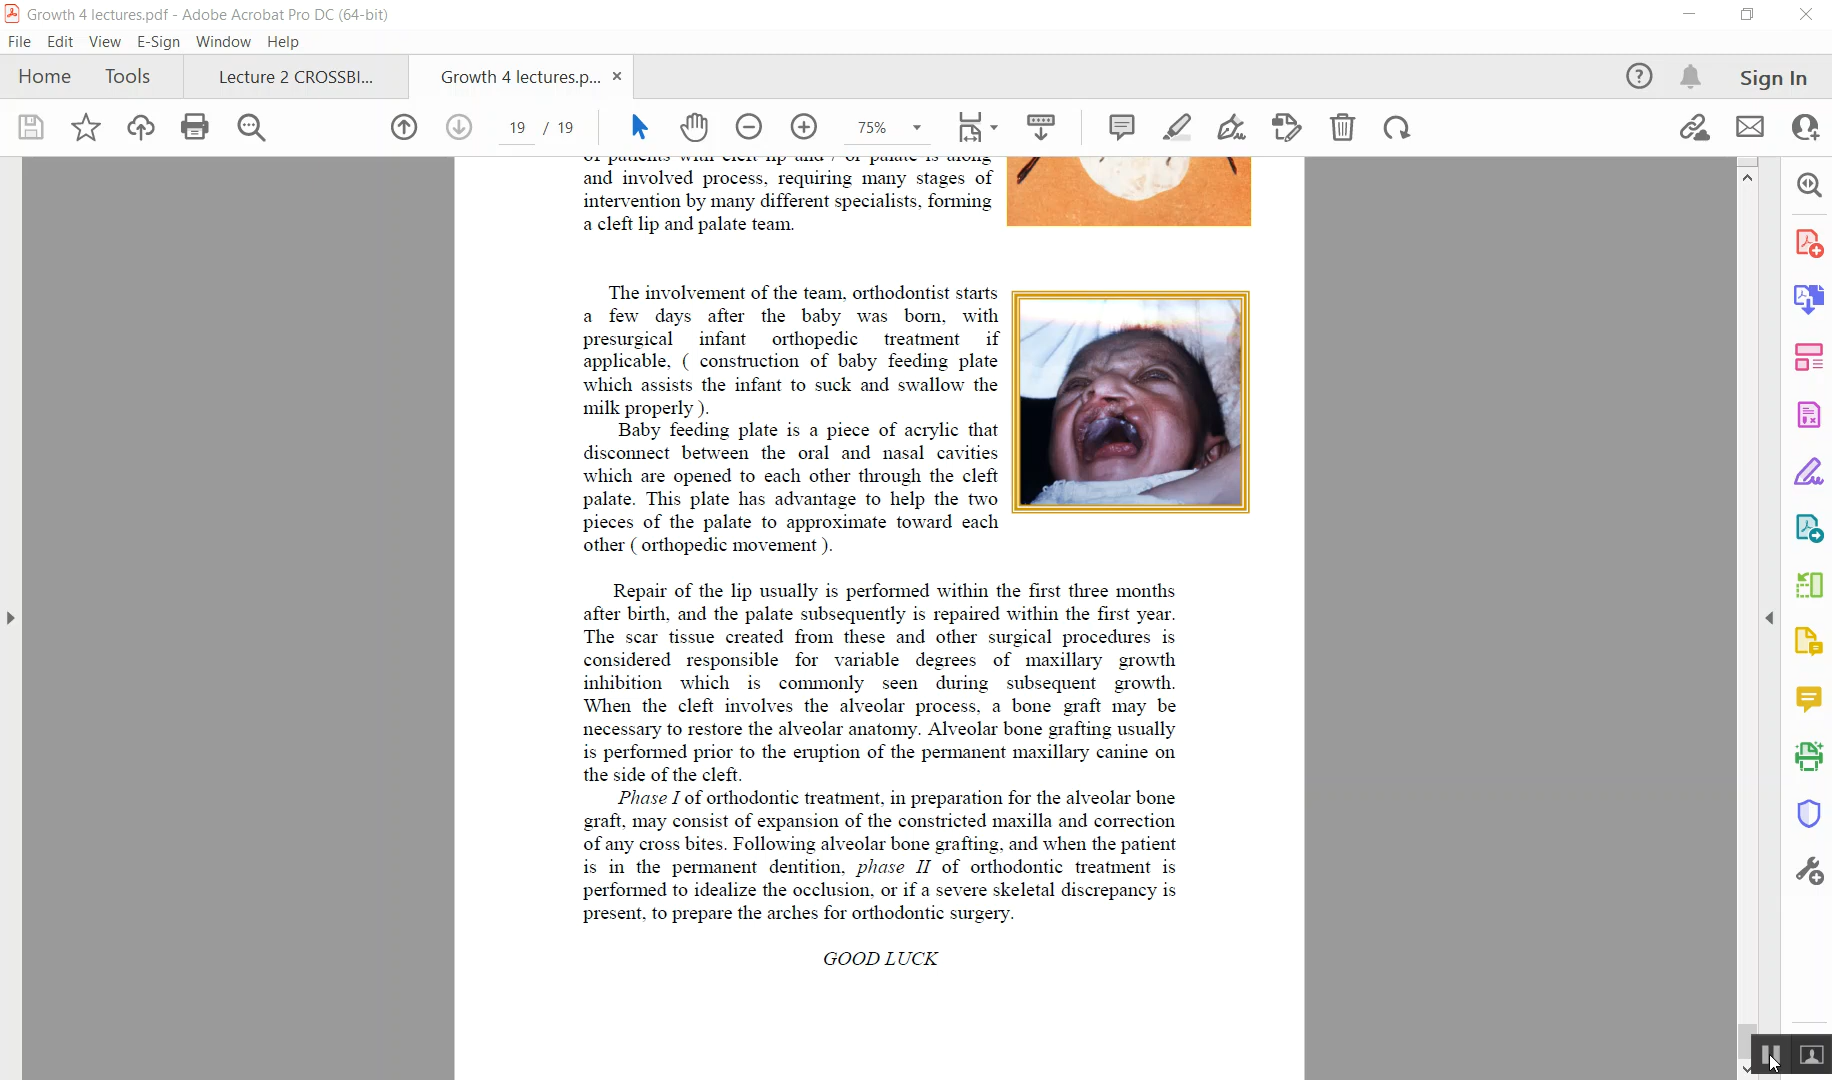 Growth 4 lectures.pdf - Adobe Acrobat Pro DC (64-bit)
File Edit View E-Sign Window Help
Home Tools Lecture 2 CROSSBI... Growth 4 lectures.p... × Sign In
19 / 19 75%
of patients with cleft lip and / or palate is along
and involved process, requiring many stages of
intervention by many different specialists, forming
a cleft lip and palate team.
The involvement of the team, orthodontist starts
a few days after the baby was born, with
presurgical infant orthopedic treatment if
applicable, ( construction of baby feeding plate
which assists the infant to suck and swallow the
milk properly ).
Baby feeding plate is a piece of acrylic that
disconnect between the oral and nasal cavities
which are opened to each other through the cleft
palate. This plate has advantage to help the two
pieces of the palate to approximate toward each
other ( orthopedic movement ).
Repair of the lip usually is performed within the first three months
after birth, and the palate subsequently is repaired within the first year.
The scar tissue created from these and other surgical procedures is
considered responsible for variable degrees of maxillary growth
inhibition which is commonly seen during subsequent growth.
When the cleft involves the alveolar process, a bone graft may be
necessary to restore the alveolar anatomy. Alveolar bone grafting usually
is performed prior to the eruption of the permanent maxillary canine on
the side of the cleft.
Phase I of orthodontic treatment, in preparation for the alveolar bone
graft, may consist of expansion of the constricted maxilla and correction
of any cross bites. Following alveolar bone grafting, and when the patient
is in the permanent dentition, phase II of orthodontic treatment is
performed to idealize the occlusion, or if a severe skeletal discrepancy is
present, to prepare the arches for orthodontic surgery.
GOOD LUCK